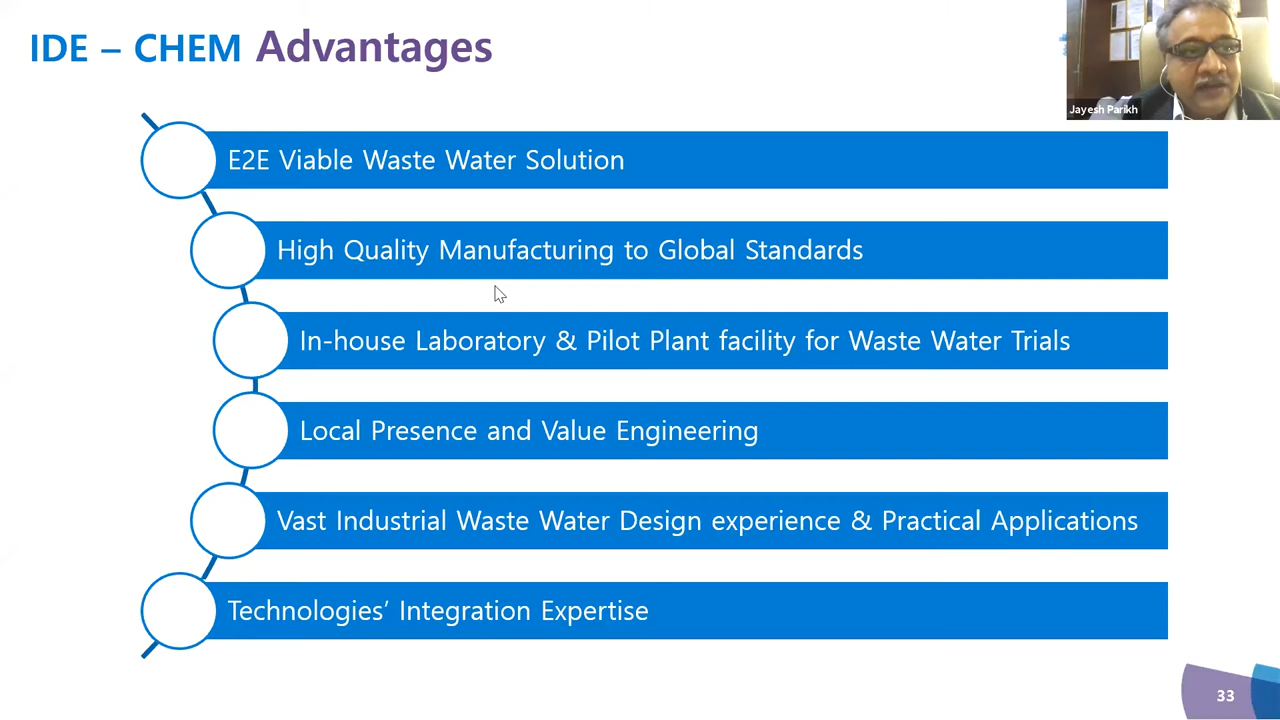 IDE – CHEM Advantages
Jayesh Parikh
E2E Viable Waste Water Solution
High Quality Manufacturing to Global Standards
In-house Laboratory & Pilot Plant facility for Waste Water Trials
Local Presence and Value Engineering
Vast Industrial Waste Water Design experience & Practical Applications
Technologies’ Integration Expertise
33